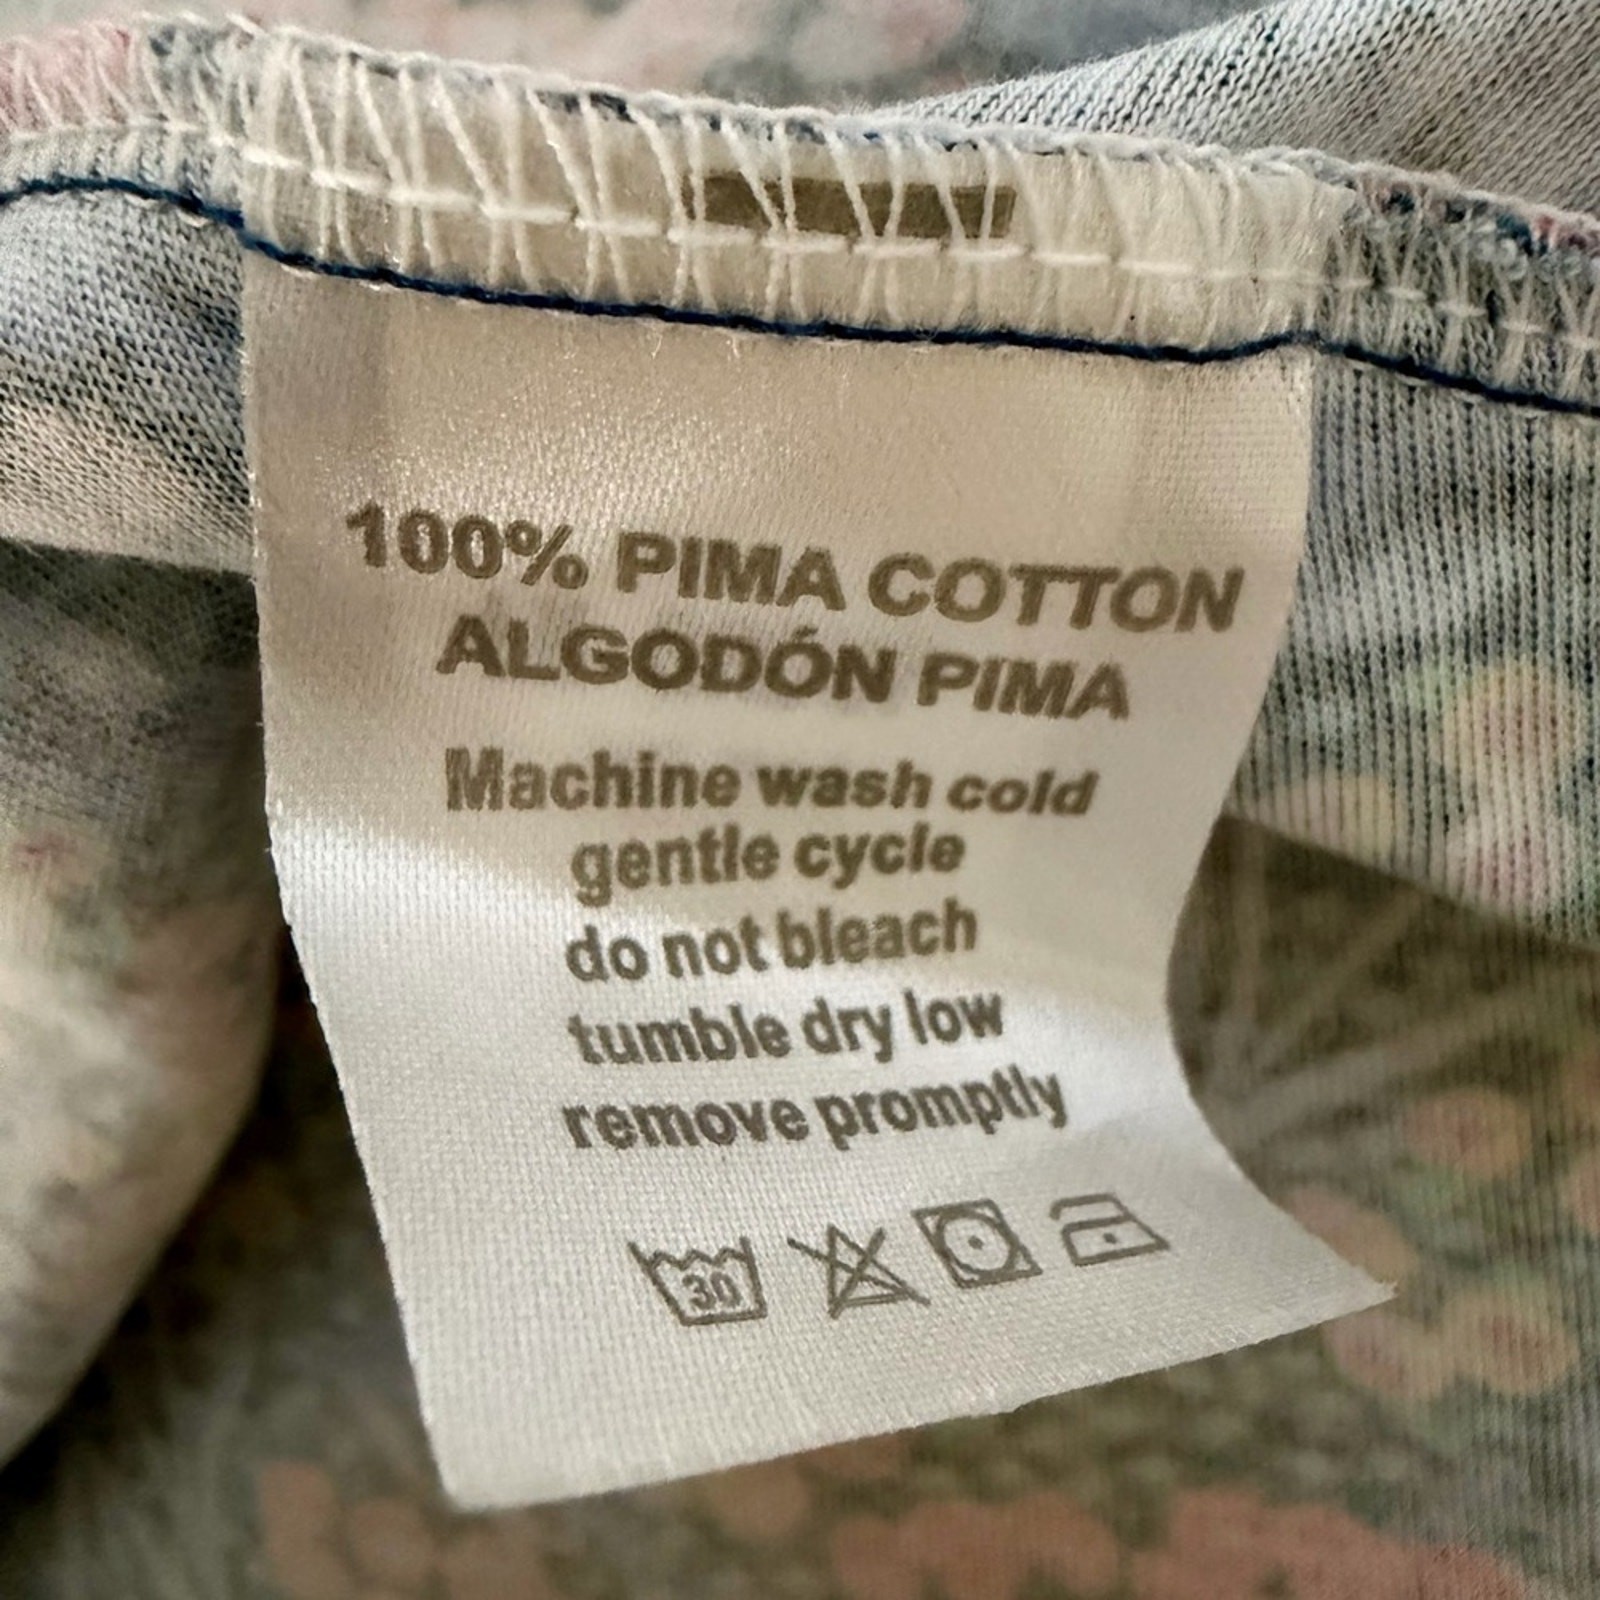 100% PIMA COTTON
ALGODÓN PIMA
Machine wash cold
gentle cycle
do not bleach
tumble dry low
remove promptly
30